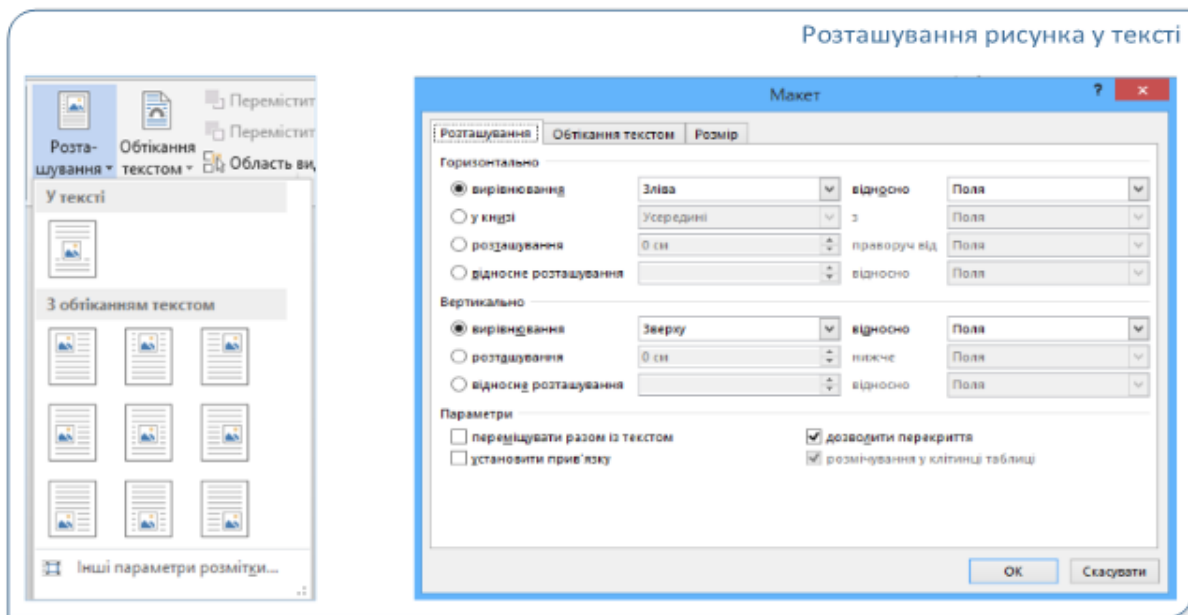 Розташування рисунка у тексті
Розта-
шування
Обтікання
текстом
Перемістит
Перемістит
Область ви
У тексті
З обтіканням текстом
Інші параметри розмітки...
Макет
? ×
Розташування Обтікання текстом Розмір
Горизонтально
вирівнювання Зліва відносно Поля
у книзі Усередині з Поля
розташування 0 см праворуч від Поля
відносне розташування відносно Поля
Вертикально
вирівнювання Зверху відносно Поля
розташування 0 см нижче Поля
відносне розташування відносно Поля
Параметри
переміщувати разом із текстом дозволити перекриття
установити прив'язку розмічування у клітинці таблиці
ОК Скасувати